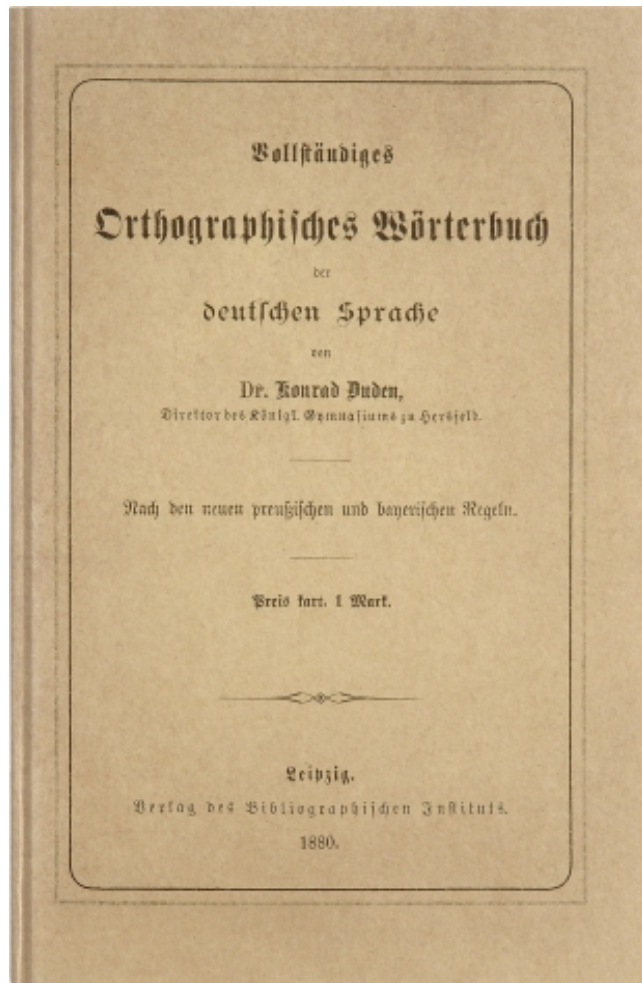 Vollständiges
Orthographisches Wörterbuch
der
deutschen Sprache
von
Dr. Konrad Duden,
Direktor des Königl. Gymnasiums zu Hersfeld.
Nach den neuen preußischen und bayerischen Regeln.
Preis kart. 1 Mark.
Leipzig.
Verlag des Bibliographischen Instituts.
1880.